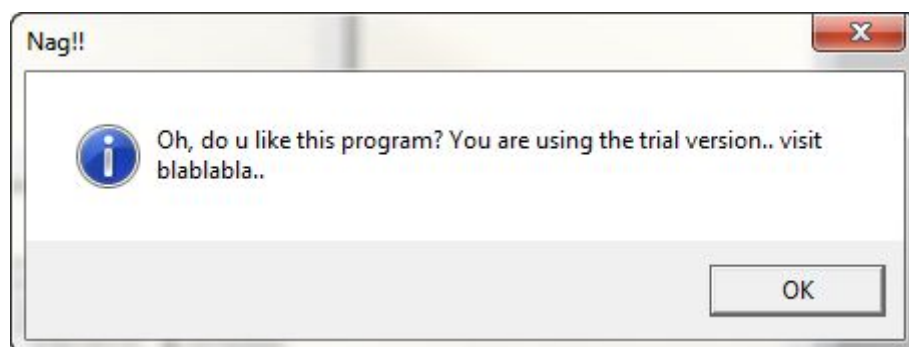 Nag!!
Oh, do u like this program? You are using the trial version.. visit
blablabla..
OK